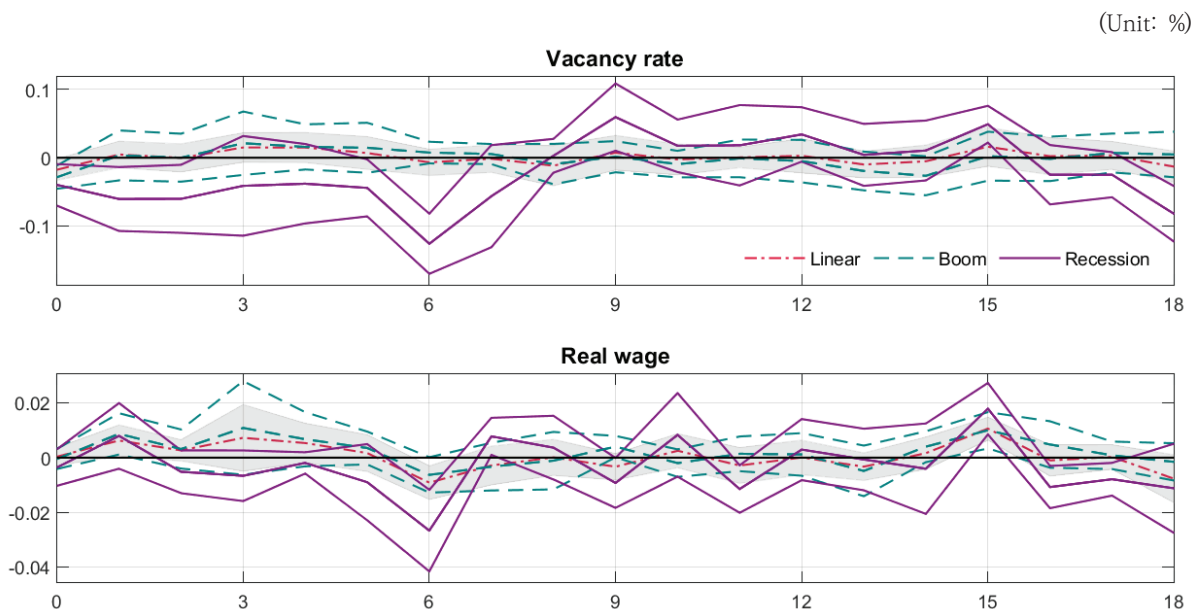 (Unit: %)
Vacancy rate
0.1
0
-0.1
Linear Boom Recession
0 3 6 9 12 15 18
Real wage
0.02
0
-0.02
-0.04
0 3 6 9 12 15 18